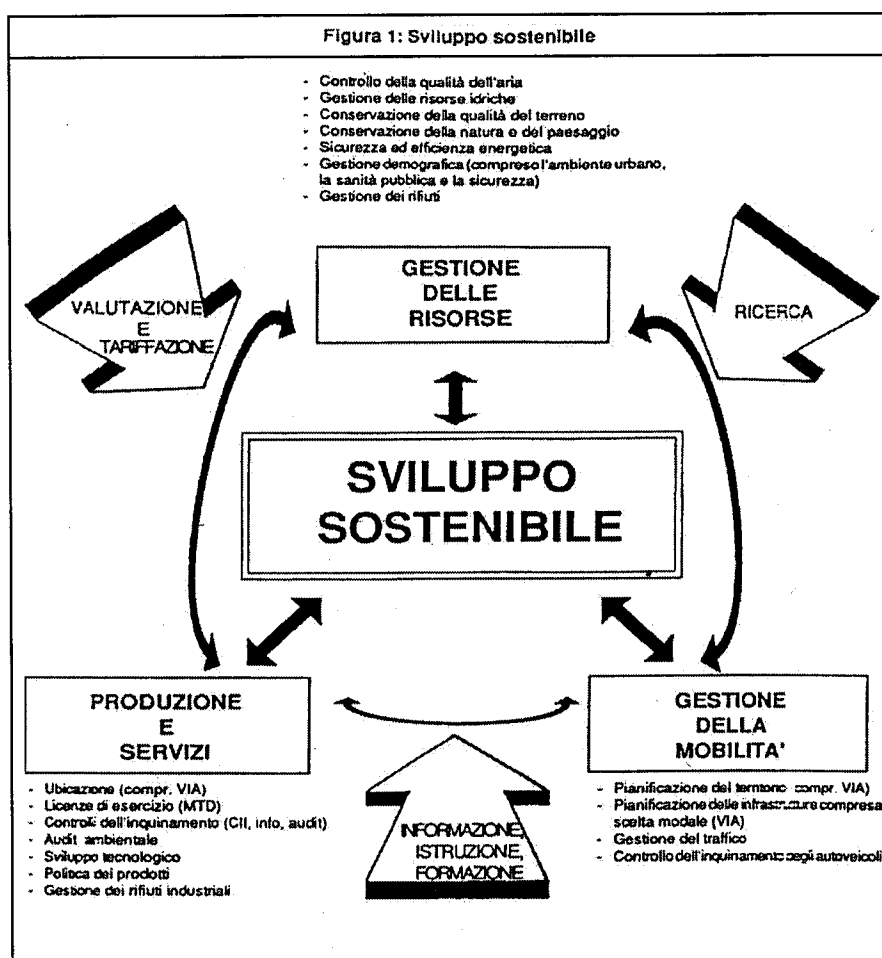 Figura 1: Sviluppo sostenibile
- Controllo della qualità dell'aria
- Gestione delle risorse idriche
- Conservazione della qualità del terreno
- Conservazione della natura e del paesaggio
- Sicurezza ed efficienza energetica
- Gestione demografica (compreso l'ambiente urbano,
la sanità pubblica e la sicurezza)
- Gestione dei rifiuti
VALUTAZIONE
E
TARIFFAZIONE
GESTIONE
DELLE
RISORSE
RICERCA
SVILUPPO
SOSTENIBILE
PRODUZIONE
E
SERVIZI
- Ubicazione (compr. VIA)
- Licenze di esercizio (MTD)
- Controlli dell'inquinamento (CII, info, audit)
- Audit ambientale
- Sviluppo tecnologico
- Politica dei prodotti
- Gestione dei rifiuti industriali
INFORMAZIONE,
ISTRUZIONE,
FORMAZIONE
GESTIONE
DELLA
MOBILITA'
- Pianificazione del territorio compr. VIA)
- Pianificazione delle infrastrutture compresa
scelta modale (VIA)
- Gestione del traffico
- Controllo dell'inquinamento degli autoveicoli